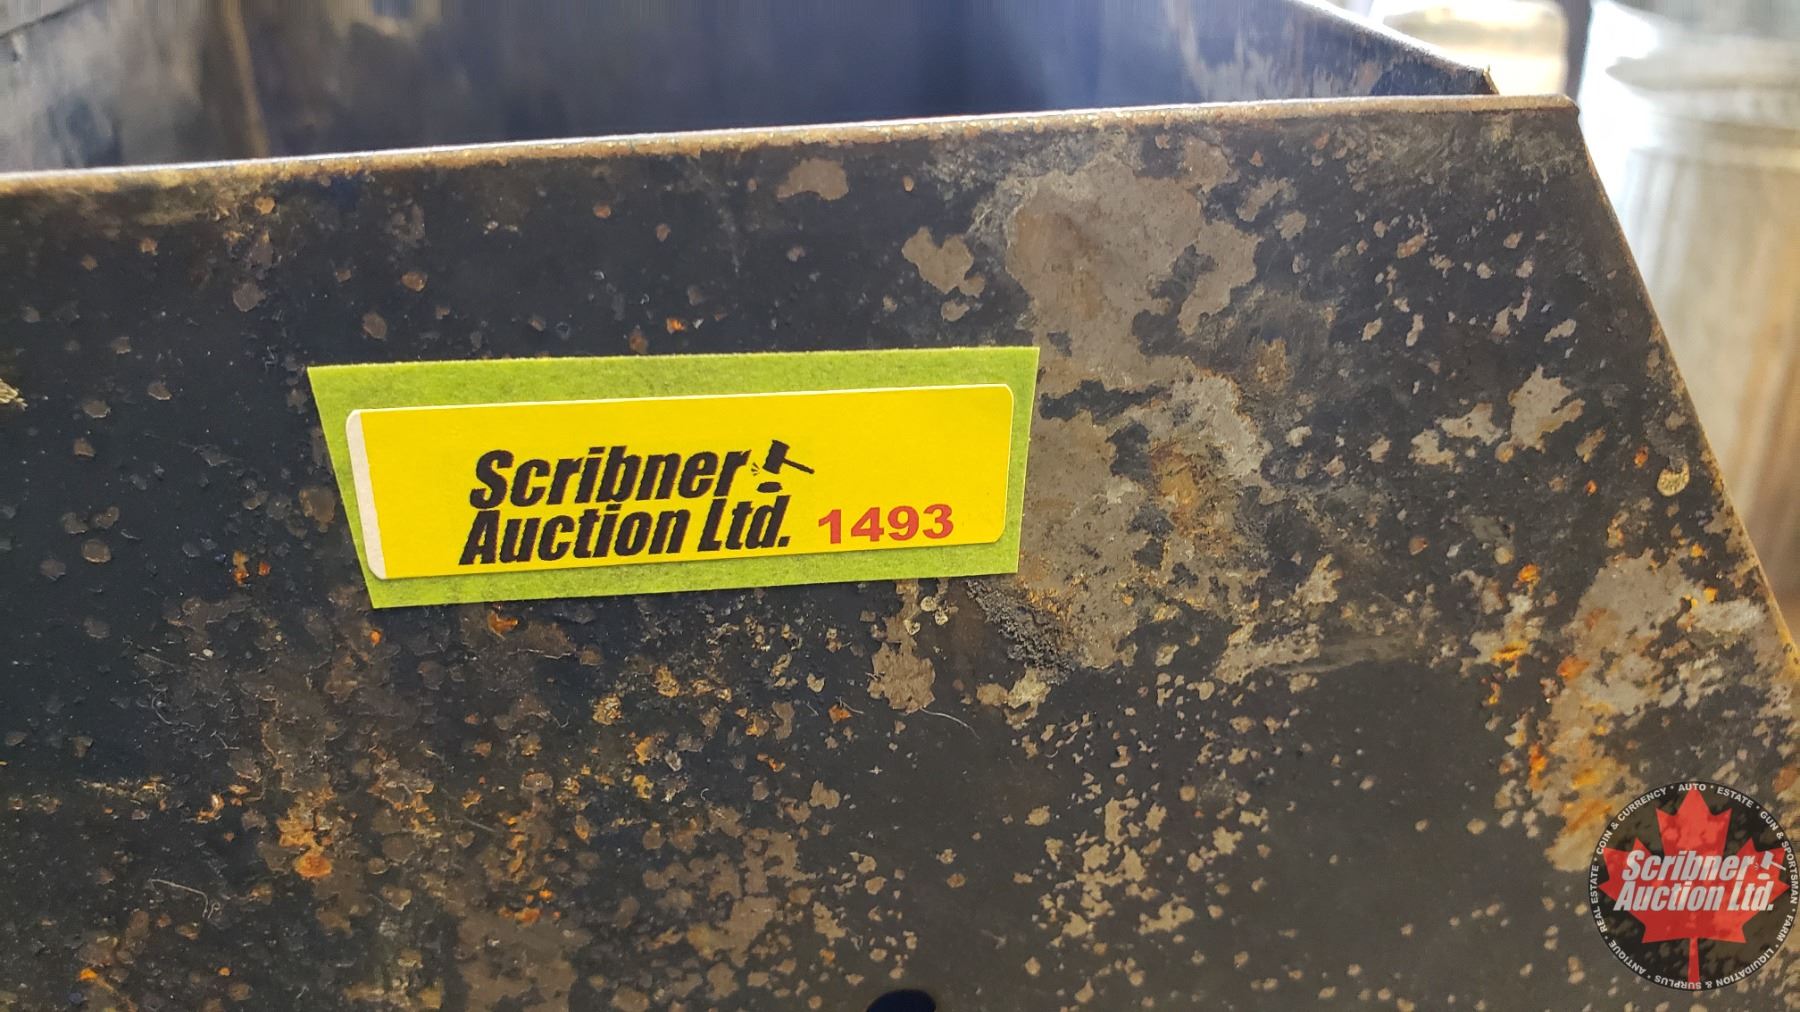 Scribner
Auction Ltd. 1493
COIN & CURRENCY • AUTO • ESTATE • GUN & SPORTSMAN • FARM • LIQUIDATION & SURPLUS • ANTIQUE • REAL ESTATE •
Scribner
Auction Ltd.